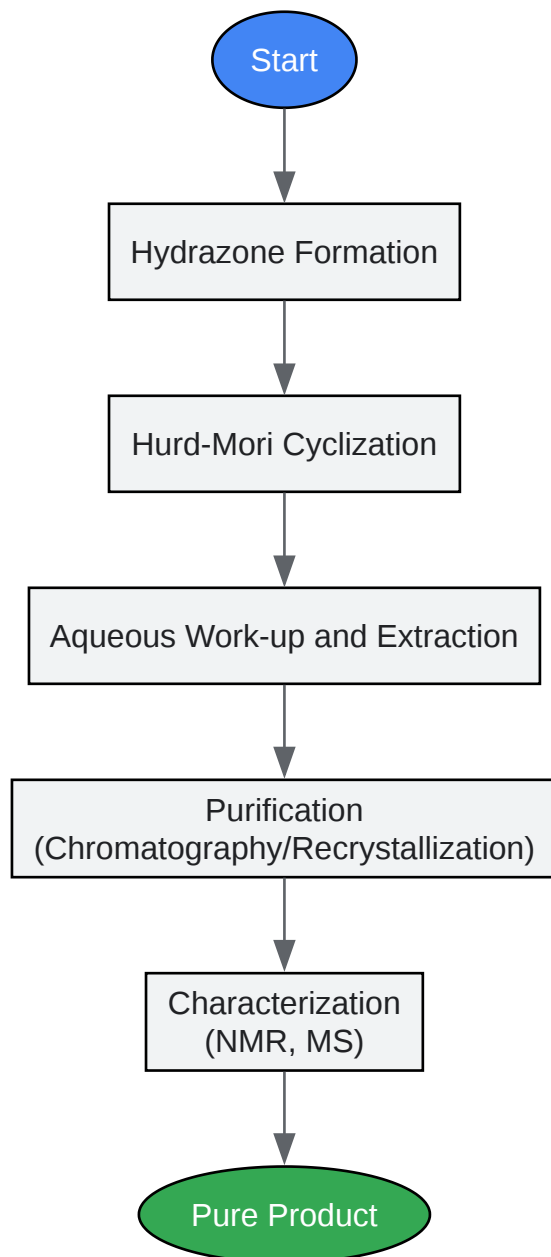 Start
Hydrazone Formation
Hurd-Mori Cyclization
Aqueous Work-up and Extraction
Purification
(Chromatography/Recrystallization)
Characterization
(NMR, MS)
Pure Product